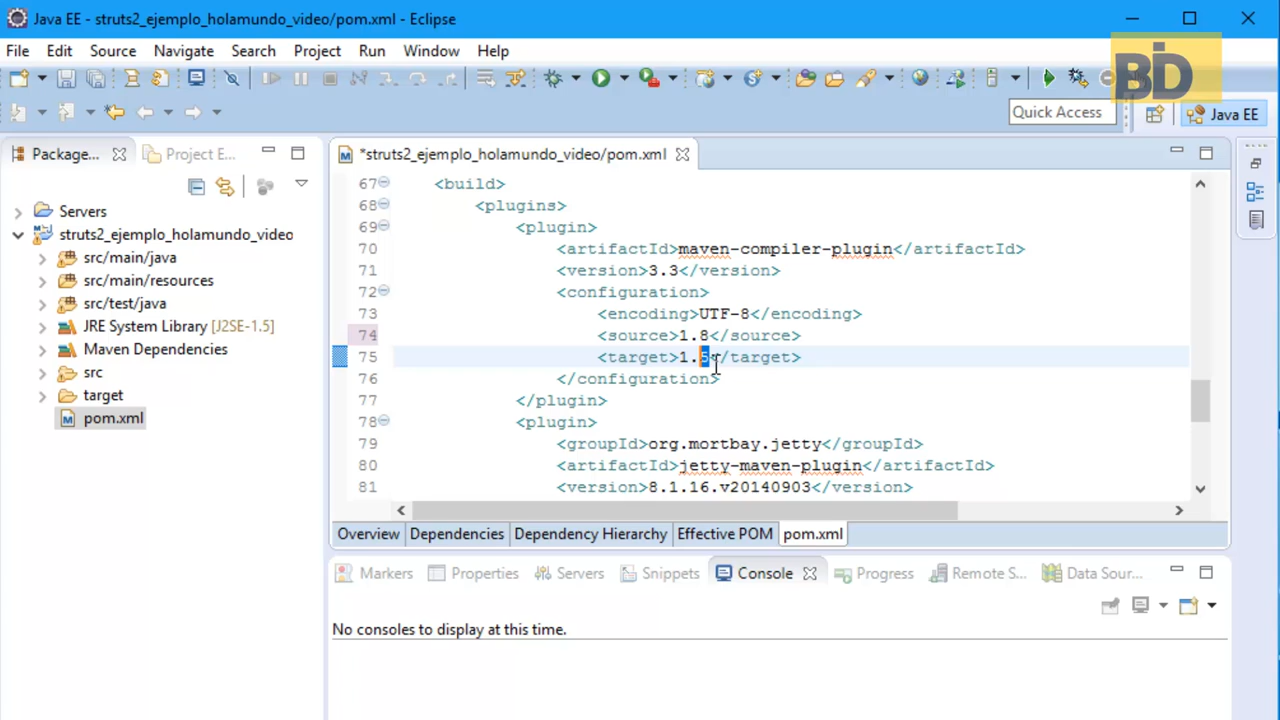 Java EE - struts2_ejemplo_holamundo_video/pom.xml - Eclipse
File Edit Source Navigate Search Project Run Window Help
BD
Quick Access
Java EE
Package...
Project E...
*struts2_ejemplo_holamundo_video/pom.xml
Servers
struts2_ejemplo_holamundo_video
src/main/java
src/main/resources
src/test/java
JRE System Library [J2SE-1.5]
Maven Dependencies
src
target
pom.xml
67 <build>
68 <plugins>
69 <plugin>
70 <artifactId>maven-compiler-plugin</artifactId>
71 <version>3.3</version>
72 <configuration>
73 <encoding>UTF-8</encoding>
74 <source>1.8</source>
75 <target>1.5</target>
76 </configuration>
77 </plugin>
78 <plugin>
79 <groupId>org.mortbay.jetty</groupId>
80 <artifactId>jetty-maven-plugin</artifactId>
81 <version>8.1.16.v20140903</version>
Overview Dependencies Dependency Hierarchy Effective POM pom.xml
Markers Properties Servers Snippets Console Progress Remote S... Data Sour...
No consoles to display at this time.